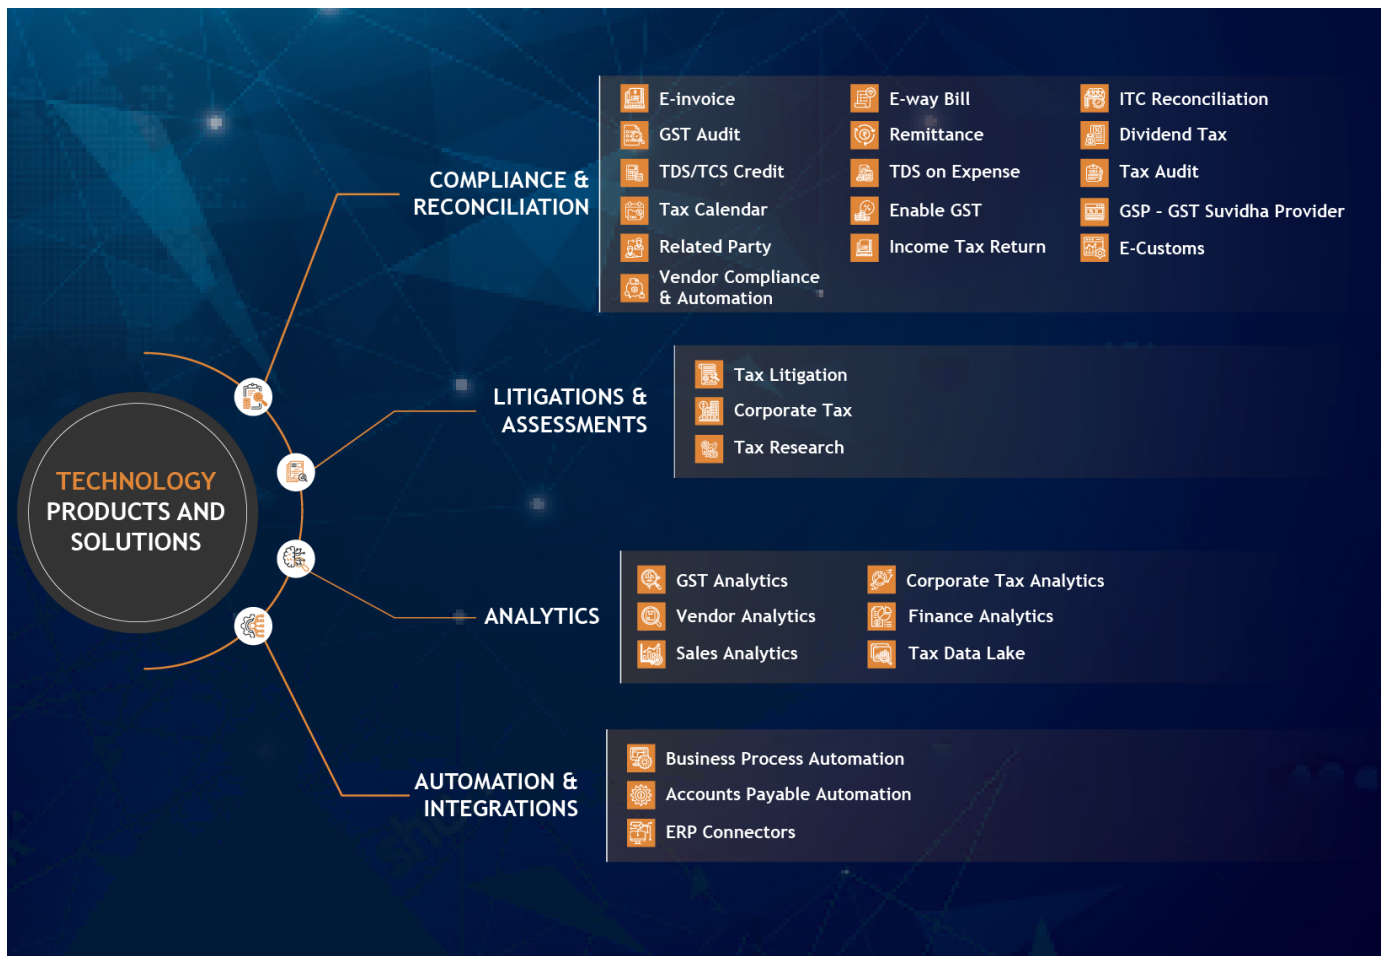 TECHNOLOGY
PRODUCTS AND
SOLUTIONS
COMPLIANCE &
RECONCILIATION
E-invoice
E-way Bill
ITC Reconciliation
GST Audit
Remittance
Dividend Tax
TDS/TCS Credit
TDS on Expense
Tax Audit
Tax Calendar
Enable GST
GSP - GST Suvidha Provider
Related Party
Income Tax Return
E-Customs
Vendor Compliance
& Automation
LITIGATIONS &
ASSESSMENTS
Tax Litigation
Corporate Tax
Tax Research
ANALYTICS
GST Analytics
Corporate Tax Analytics
Vendor Analytics
Finance Analytics
Sales Analytics
Tax Data Lake
AUTOMATION &
INTEGRATIONS
Business Process Automation
Accounts Payable Automation
ERP Connectors